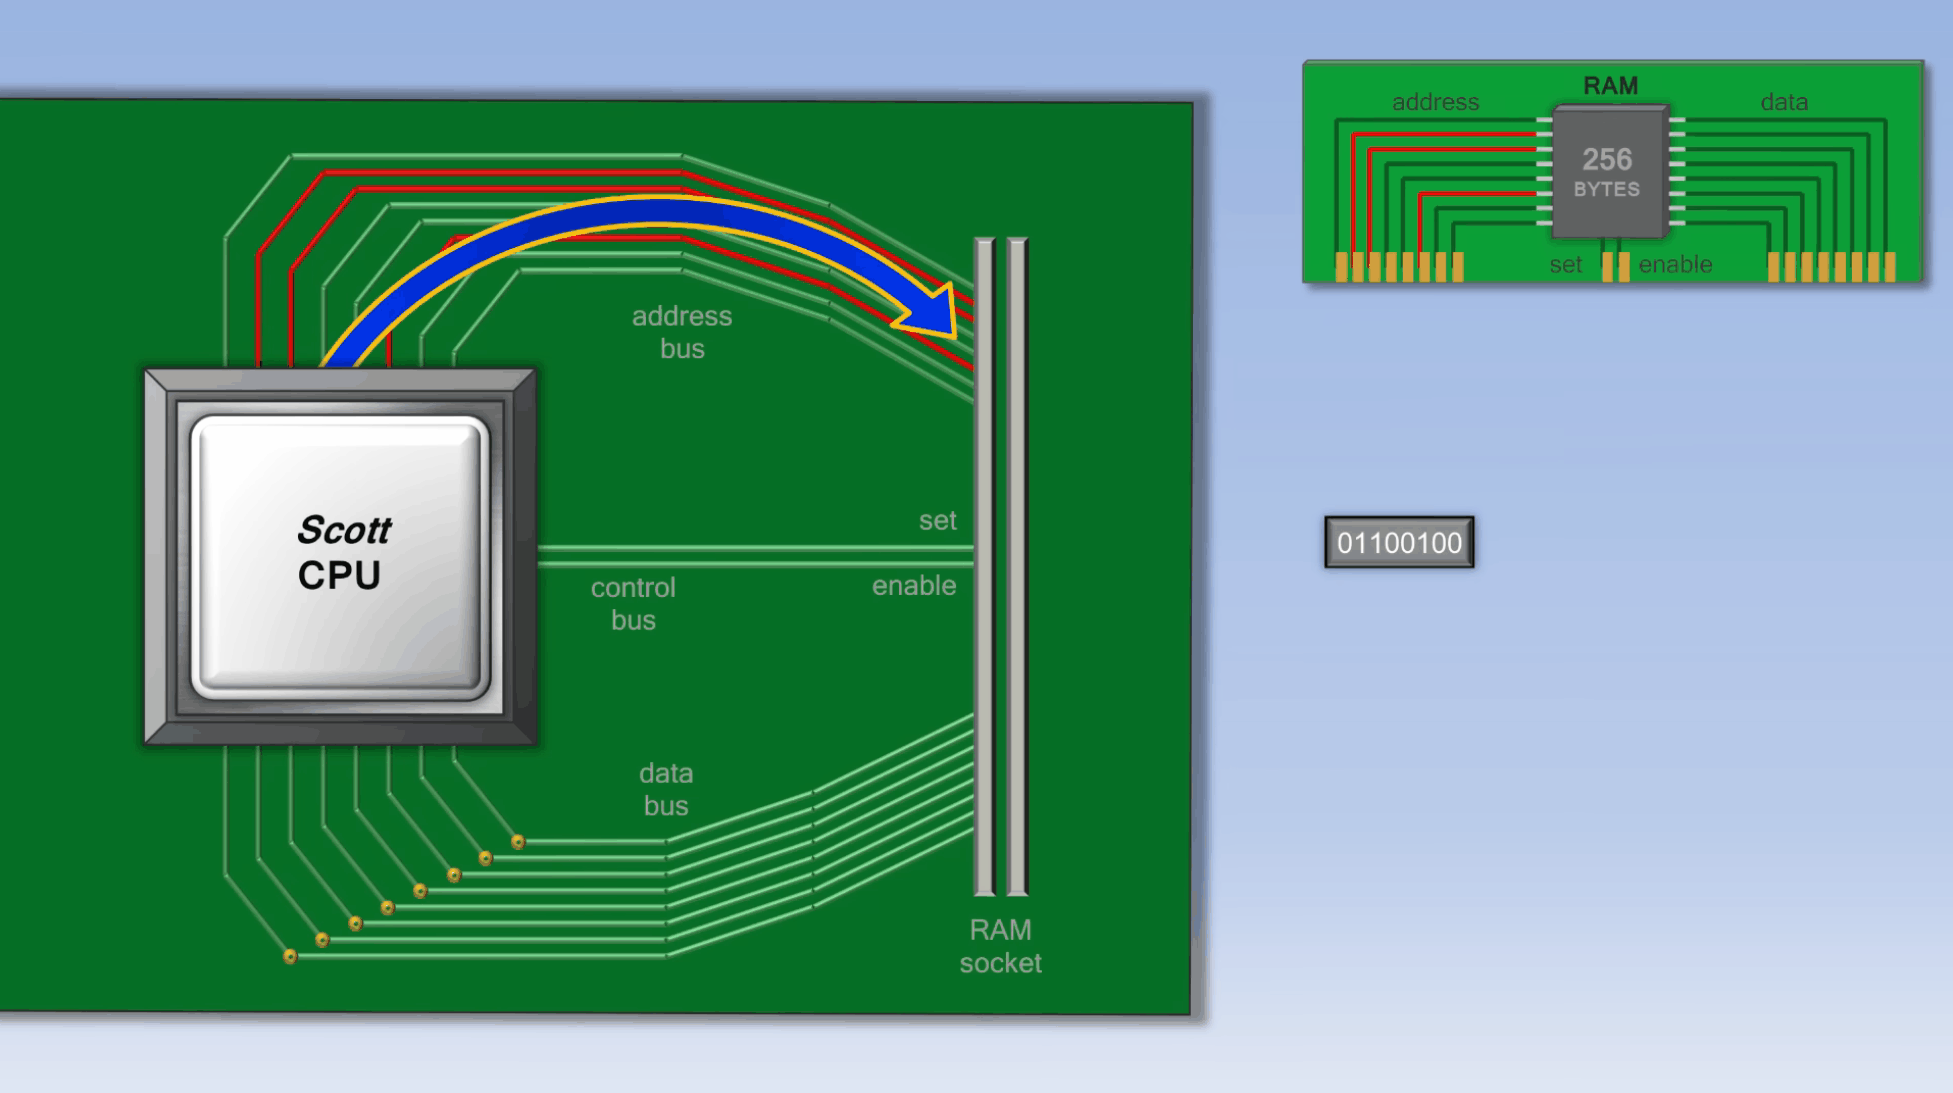 RAM
address
data
256
BYTES
set
enable
address
bus
set
Scott
CPU
control
bus
enable
01100100
data
bus
RAM
socket